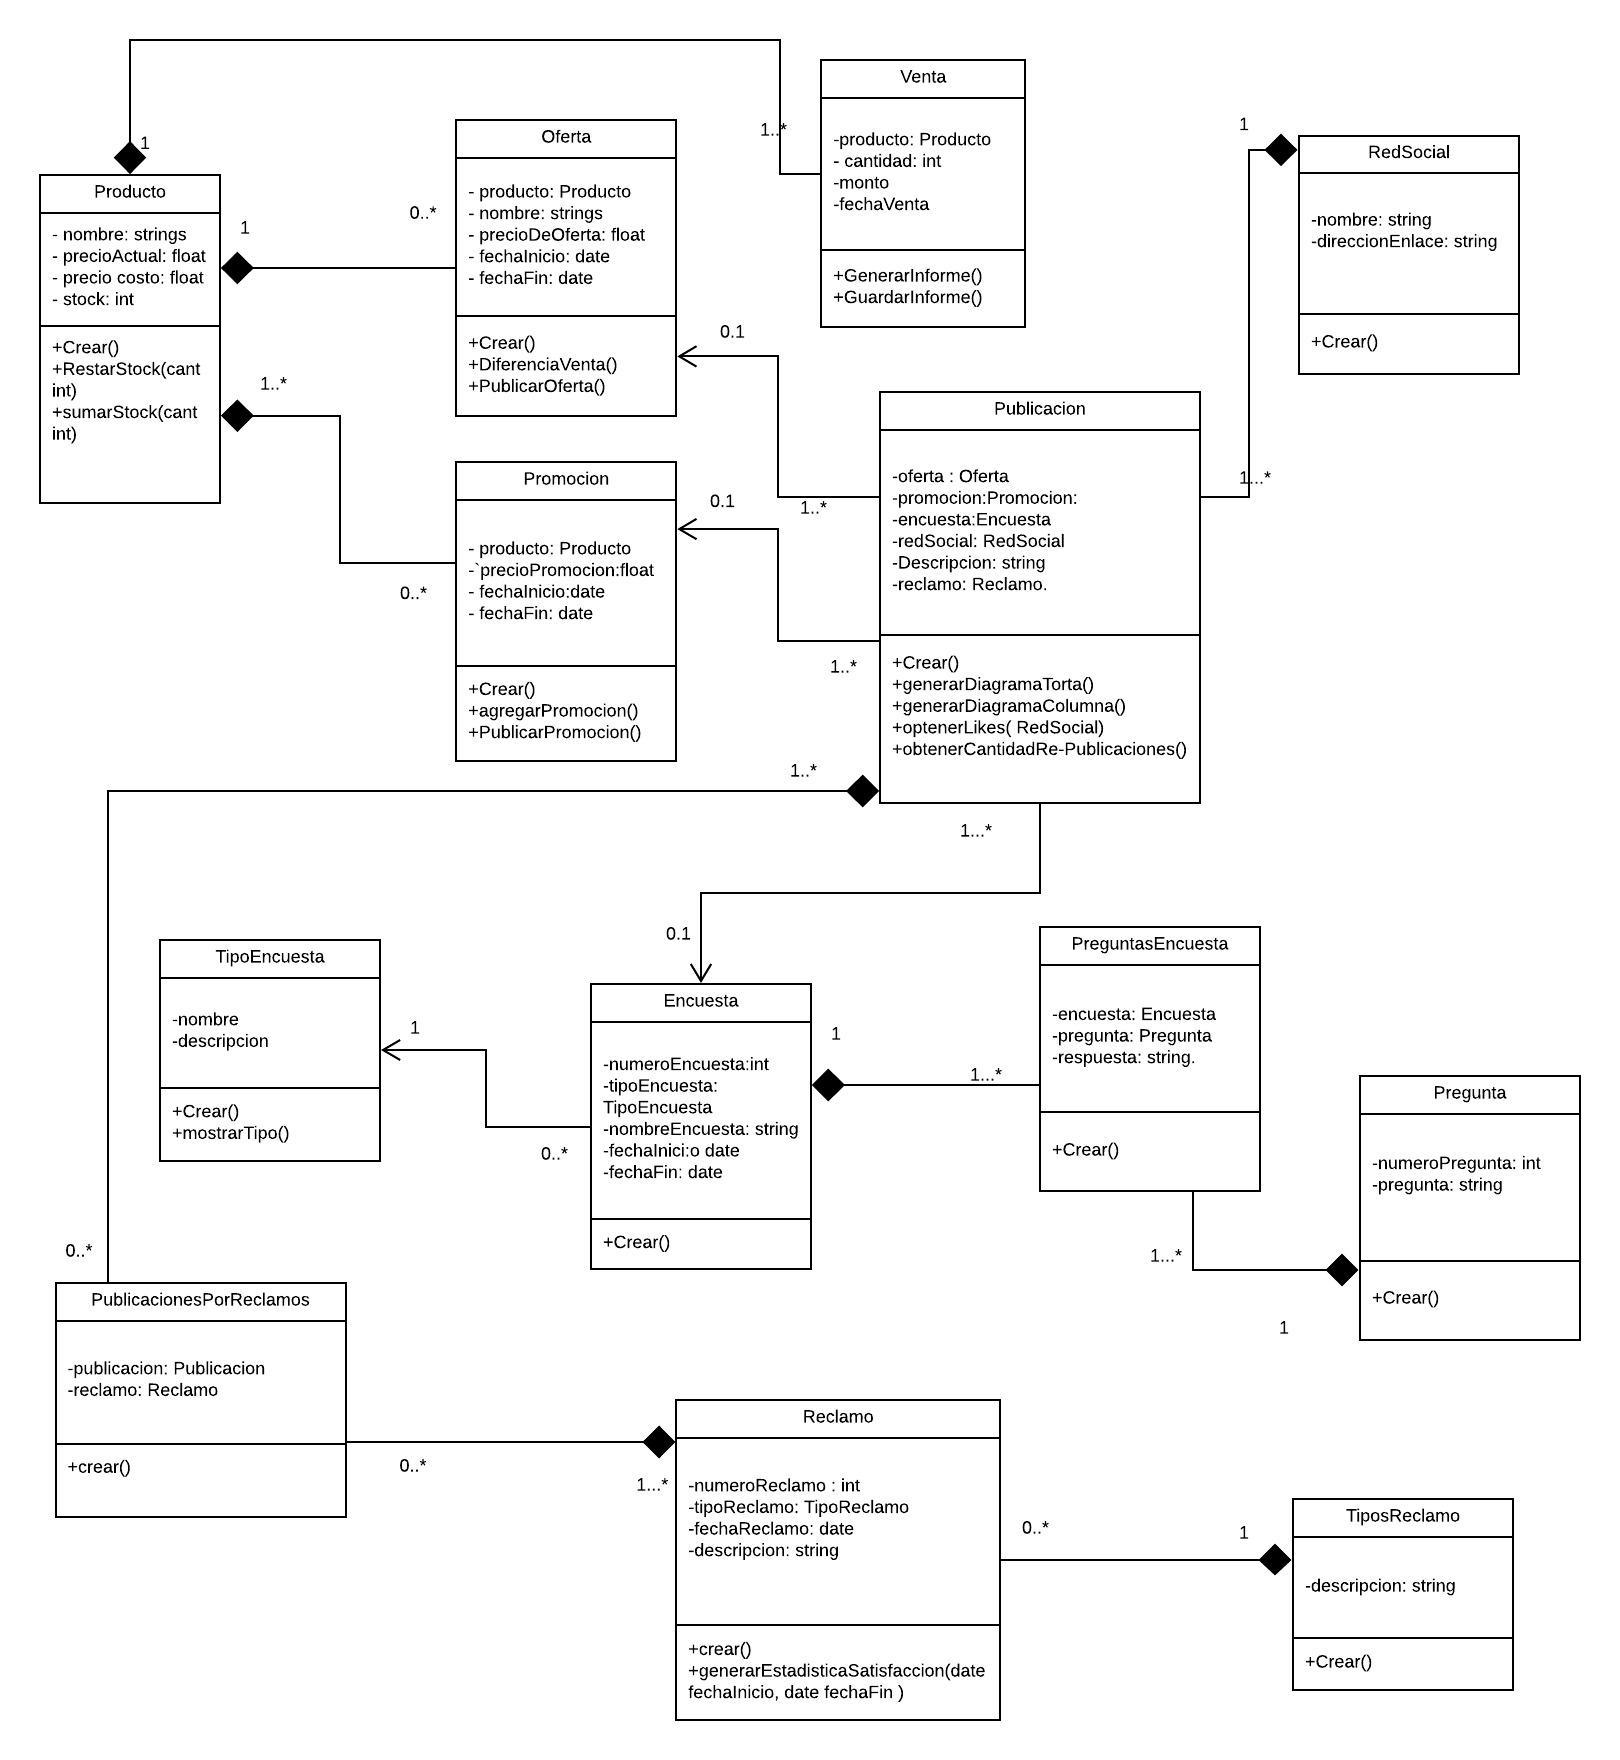 Venta
1..*
-producto: Producto
- cantidad: int
-monto
-fechaVenta
+GenerarInforme()
+GuardarInforme()
1
Producto
- nombre: strings
- precioActual: float
- precio costo: float
- stock: int
+Crear()
+RestarStock(cant
int)
+sumarStock(cant
int)
1
0..*
Oferta
- producto: Producto
- nombre: strings
- precioDeOferta: float
- fechaInicio: date
- fechaFin: date
+Crear()
+DiferenciaVenta()
+PublicarOferta()
1
RedSocial
-nombre: string
-direccionEnlace: string
+Crear()
1...*
0.1
1..*
1..*
0..*
Promocion
- producto: Producto
-`precioPromocion:float
- fechaInicio:date
- fechaFin: date
+Crear()
+agregarPromocion()
+PublicarPromocion()
0.1
1..*
Publicacion
-oferta : Oferta
-promocion:Promocion:
-encuesta:Encuesta
-redSocial: RedSocial
-Descripcion: string
-reclamo: Reclamo.
+Crear()
+generarDiagramaTorta()
+generarDiagramaColumna()
+optenerLikes( RedSocial)
+obtenerCantidadRe-Publicaciones()
1..*
1...*
0.1
TipoEncuesta
-nombre
-descripcion
+Crear()
+mostrarTipo()
1
0..*
Encuesta
-numeroEncuesta:int
-tipoEncuesta:
TipoEncuesta
-nombreEncuesta: string
-fechaInici:o date
-fechaFin: date
+Crear()
1
1...*
PreguntasEncuesta
-encuesta: Encuesta
-pregunta: Pregunta
-respuesta: string.
+Crear()
1...*
1
Pregunta
-numeroPregunta: int
-pregunta: string
+Crear()
0..*
PublicacionesPorReclamos
-publicacion: Publicacion
-reclamo: Reclamo
+crear()
0..*
1...*
Reclamo
-numeroReclamo : int
-tipoReclamo: TipoReclamo
-fechaReclamo: date
-descripcion: string
+crear()
+generarEstadisticaSatisfaccion(date
fechaInicio, date fechaFin )
0..*
1
TiposReclamo
-descripcion: string
+Crear()